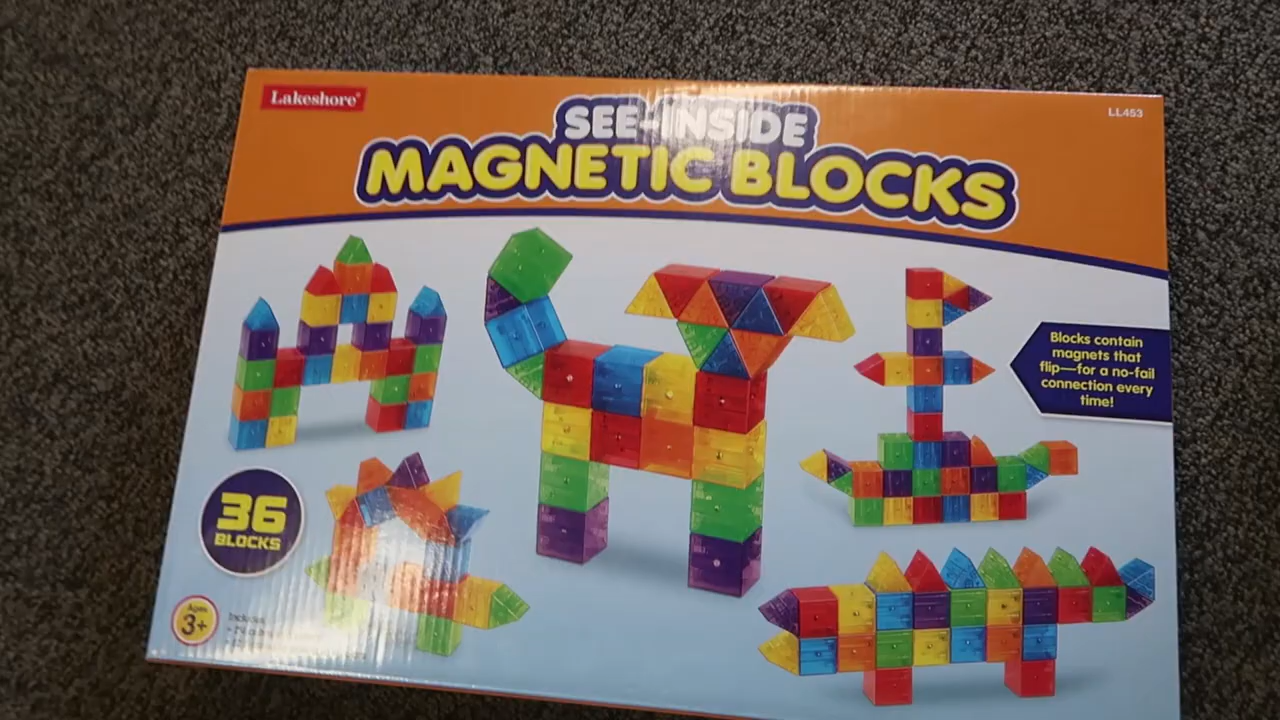 Lakeshore
SEE-INSIDE
MAGNETIC BLOCKS
LL453
Blocks contain
magnets that
flip—for a no-fail
connection every
time!
36
BLOCKS
Ages
3+
Includes